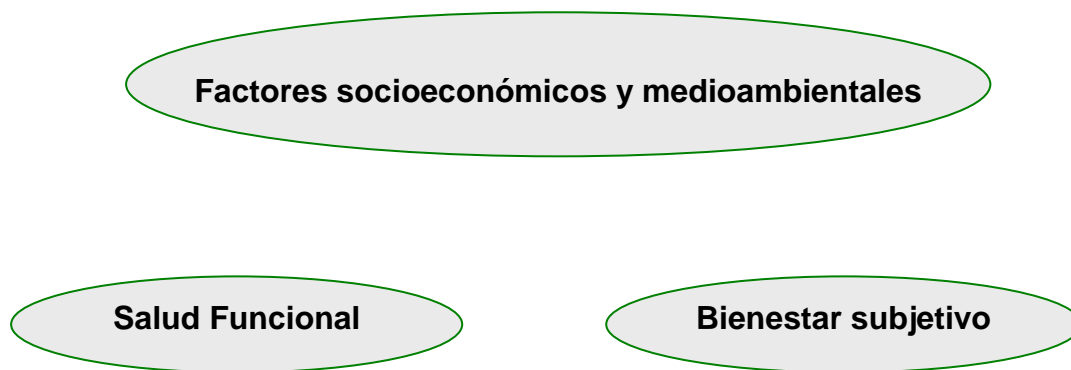 Factores socioeconómicos y medioambientales
Salud Funcional
Bienestar subjetivo